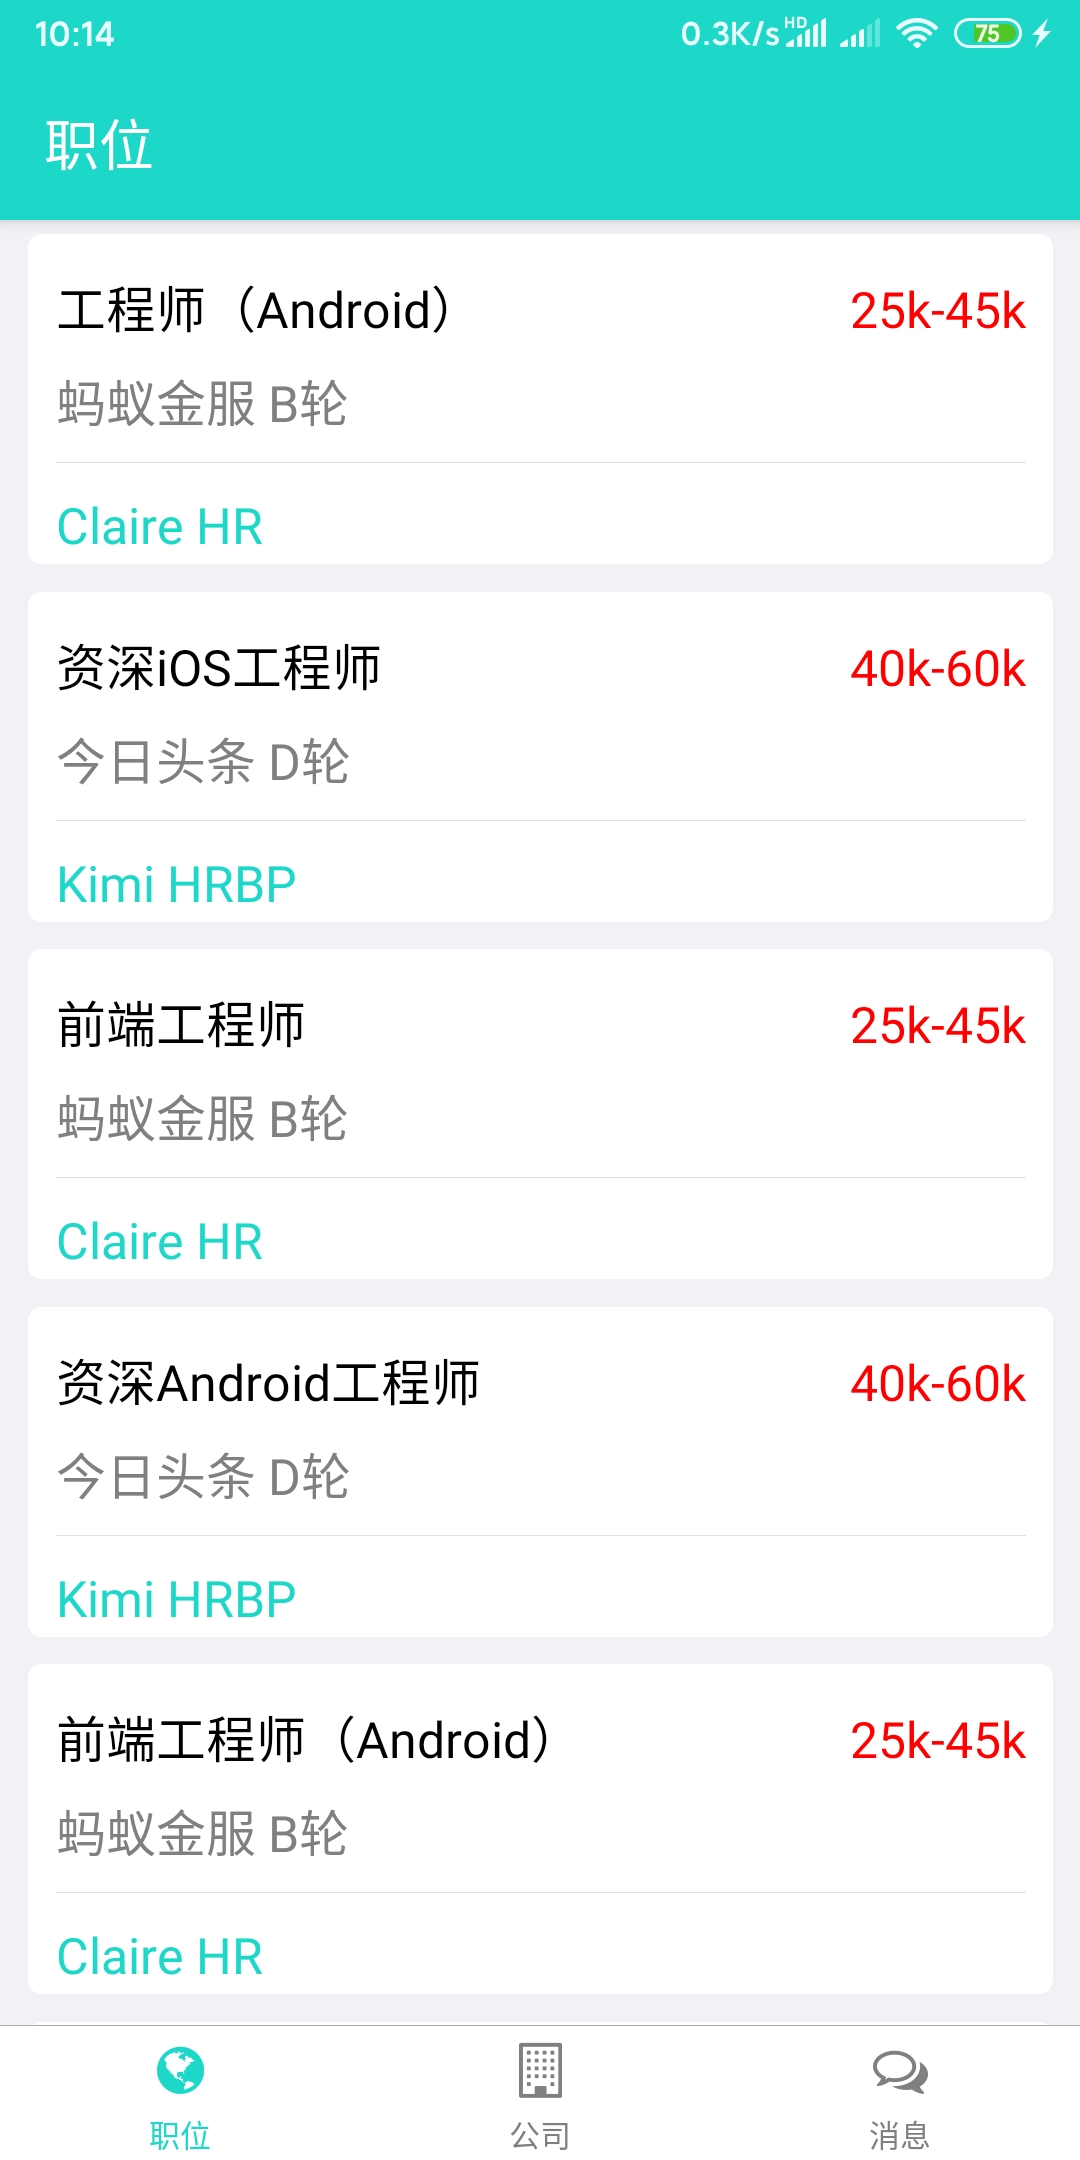 10:14 0.3K/s HD 75
职位
工程师（Android） 25k-45k
蚂蚁金服 B轮
Claire HR
资深iOS工程师 40k-60k
今日头条 D轮
Kimi HRBP
前端工程师 25k-45k
蚂蚁金服 B轮
Claire HR
资深Android工程师 40k-60k
今日头条 D轮
Kimi HRBP
前端工程师（Android） 25k-45k
蚂蚁金服 B轮
Claire HR
职位 公司 消息